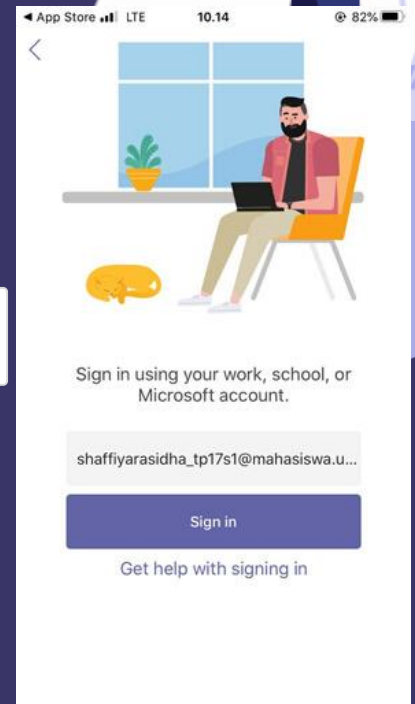 App Store LTE 10.14 82%
Sign in using your work, school, or
Microsoft account.
shaffiyarasidha_tp17s1@mahasiswa.u...
Sign in
Get help with signing in